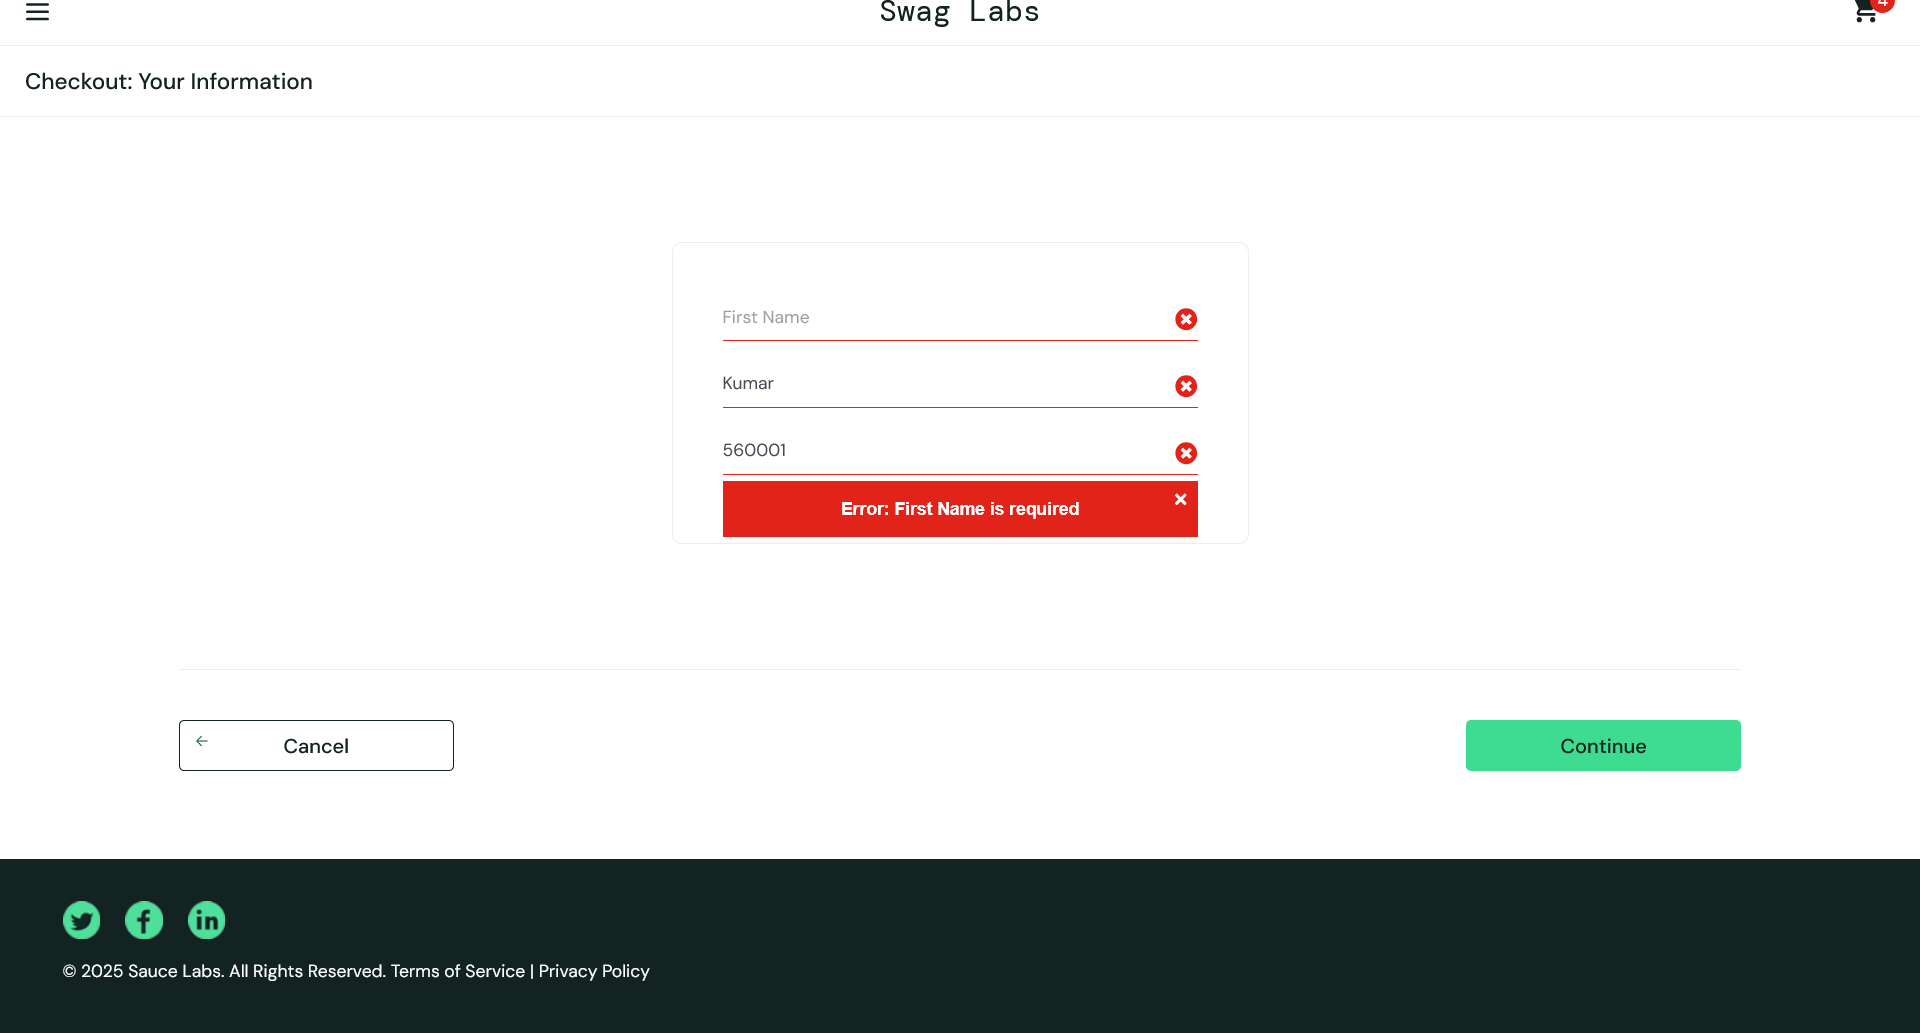 Swag Labs
4
Checkout: Your Information
First Name
Kumar
560001
Error: First Name is required
Cancel
Continue
© 2025 Sauce Labs. All Rights Reserved. Terms of Service | Privacy Policy